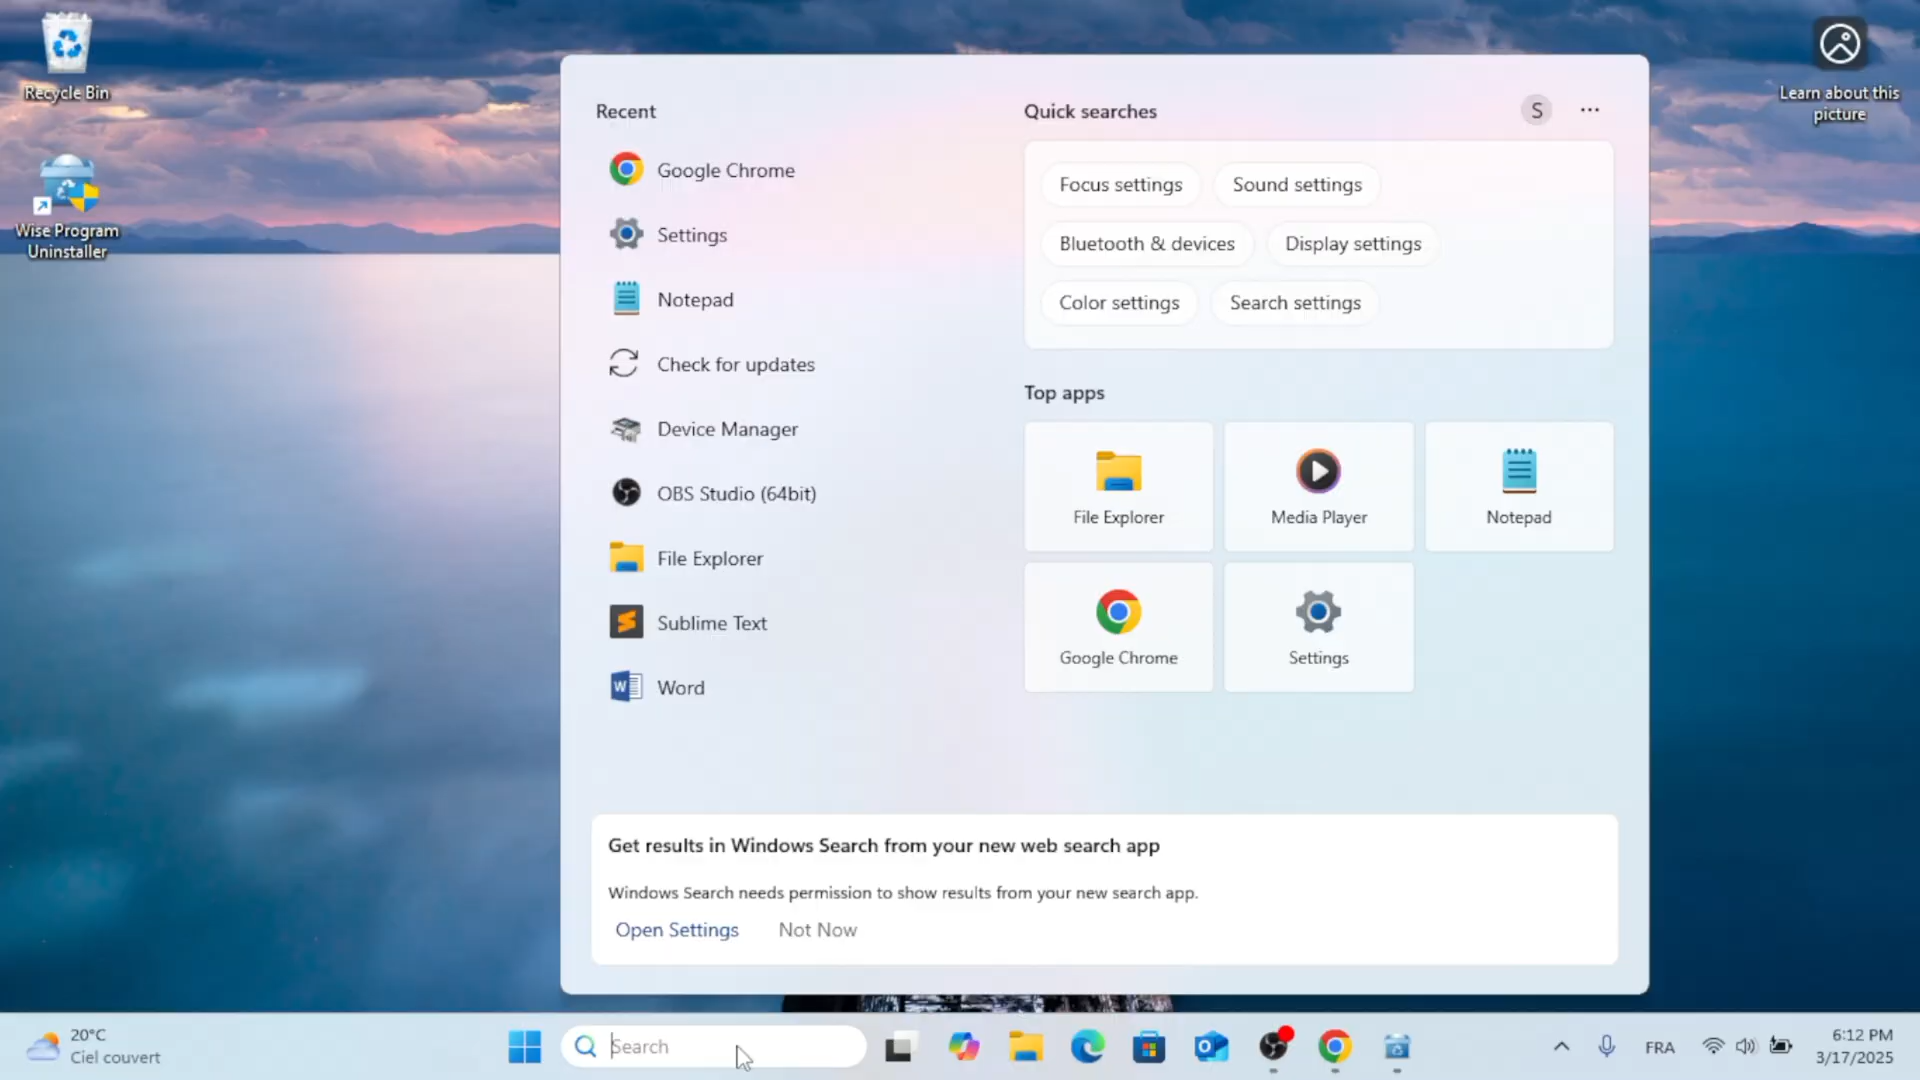 Recycle Bin
Wise Program
Uninstaller
Learn about this
picture
Recent
Google Chrome
Settings
Notepad
Check for updates
Device Manager
OBS Studio (64bit)
File Explorer
Sublime Text
Word
Quick searches
S
Focus settings
Sound settings
Bluetooth & devices
Display settings
Color settings
Search settings
Top apps
File Explorer
Media Player
Notepad
Google Chrome
Settings
Get results in Windows Search from your new web search app
Windows Search needs permission to show results from your new search app.
Open Settings
Not Now
20°C
Ciel couvert
Search
FRA
6:12 PM
3/17/2025